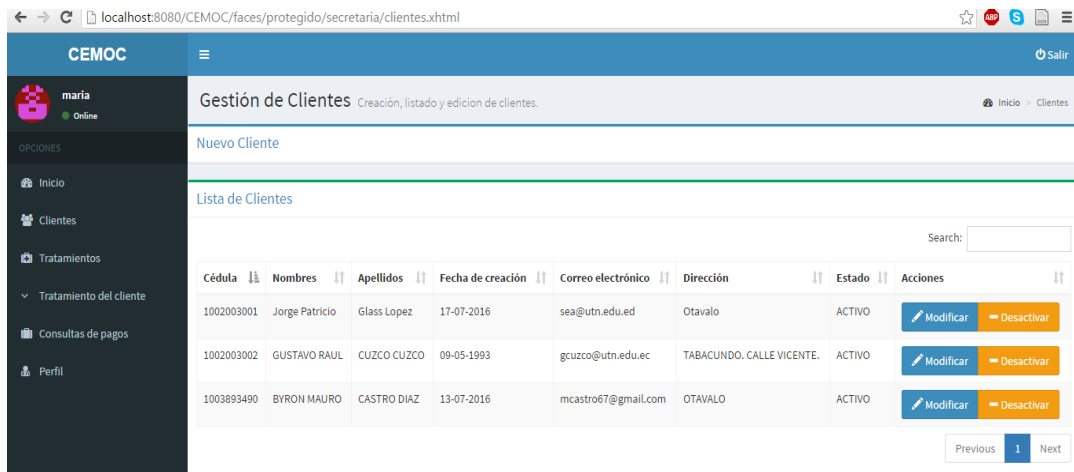 localhost:8080/CEMOC/faces/protegido/secretaria/clientes.xhtml
ABP
S
CEMOC
Salir
maria
Online
Gestión de Clientes Creación, listado y edicion de clientes.
Inicio > Clientes
OPCIONES
Nuevo Cliente
Inicio
Clientes
Tratamientos
Tratamiento del cliente
Consultas de pagos
Perfil
Lista de Clientes
Search:
Cédula Nombres Apellidos Fecha de creación Correo electrónico Dirección Estado Acciones
1002003001 Jorge Patricio Glass Lopez 17-07-2016 sea@utn.edu.ed Otavalo ACTIVO Modificar Desactivar
1002003002 GUSTAVO RAUL CUZCO CUZCO 09-05-1993 gcuzco@utn.edu.ec TABACUNDO. CALLE VICENTE. ACTIVO Modificar Desactivar
1003893490 BYRON MAURO CASTRO DIAZ 13-07-2016 mcastro67@gmail.com OTAVALO ACTIVO Modificar Desactivar
Previous 1 Next